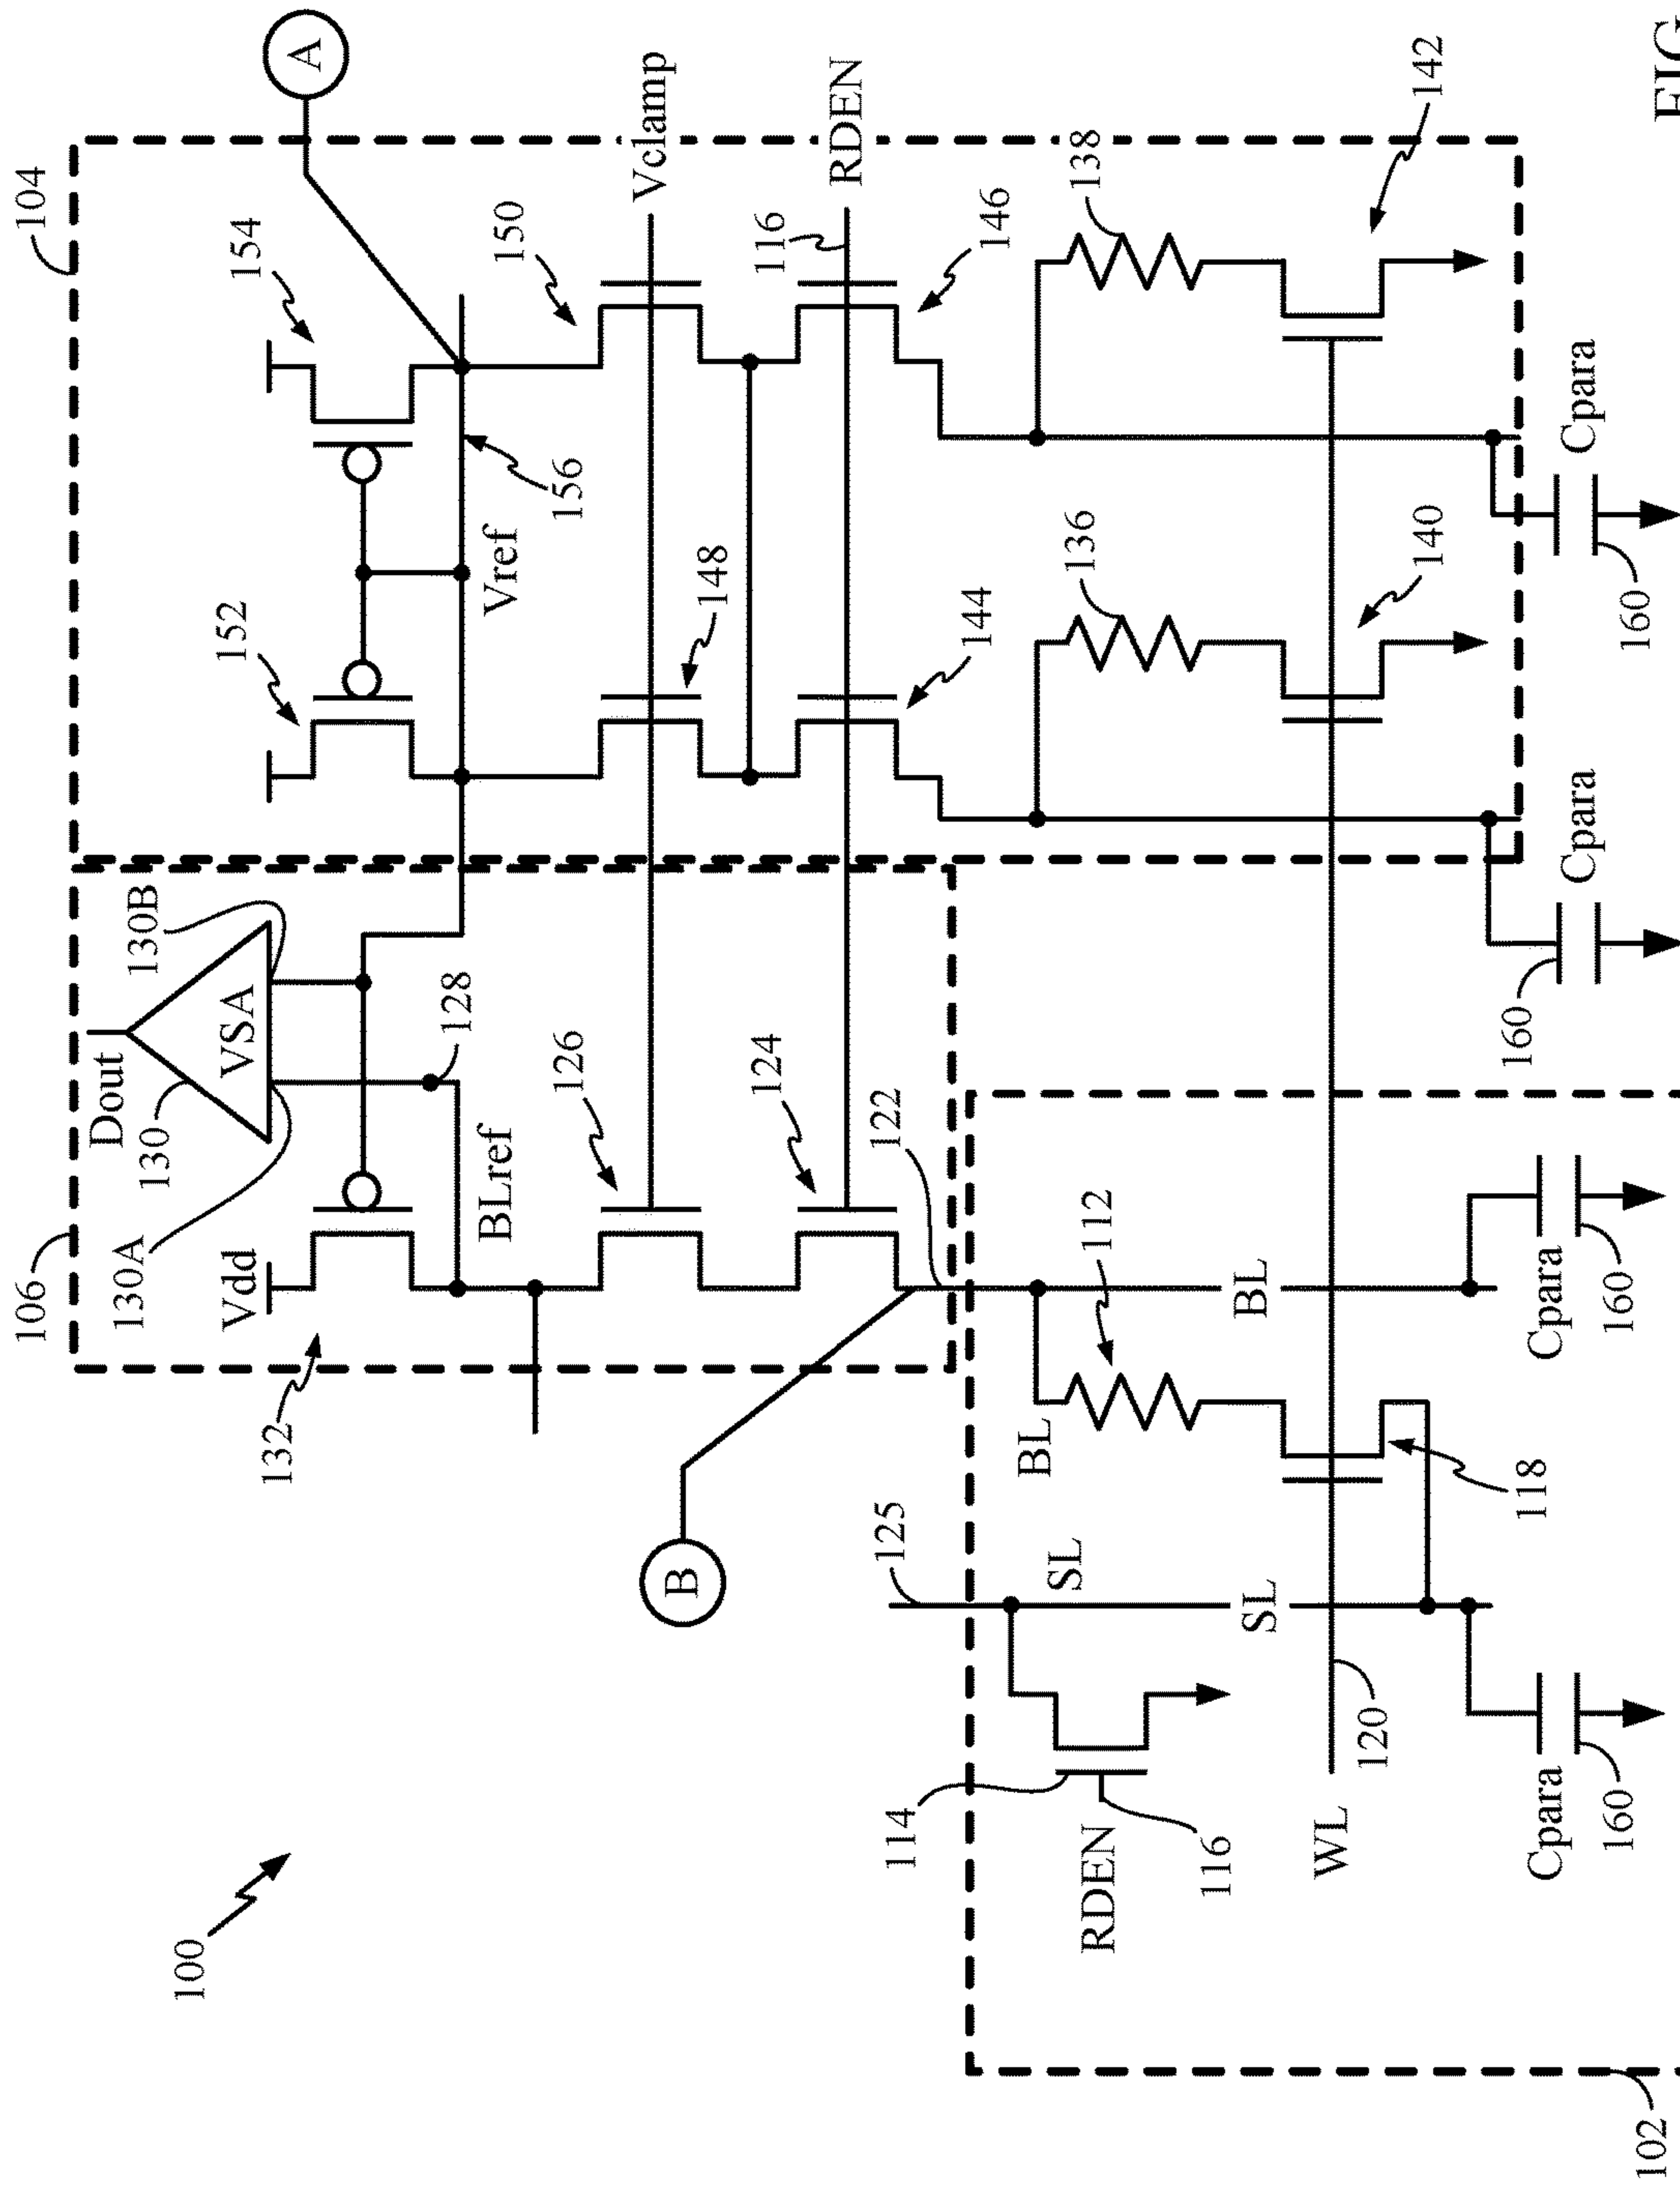 100
106
130A
Vdd
132
Dout
130
VSA
130B
128
BLref
126
124
122
B
104
152
154
A
Vref
156
148
150
Vclamp
116
RDEN
144
146
136
138
140
142
Cpara
160
Cpara
160
125
SL
BL
112
BL
SL
114
RDEN
116
118
WL
120
Cpara
160
Cpara
160
102
FIG